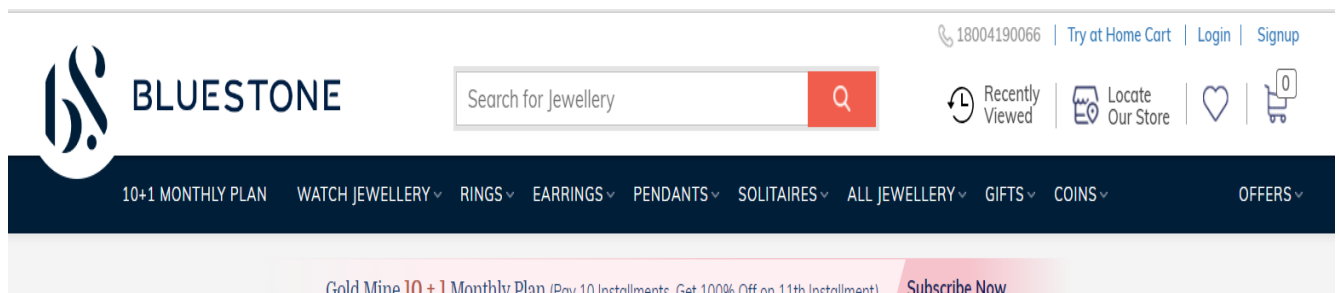 18004190066 | Try at Home Cart | Login | Signup
BLUESTONE
Search for Jewellery
Recently
Viewed
Locate
Our Store
0
10+1 MONTHLY PLAN WATCH JEWELLERY RINGS EARRINGS PENDANTS SOLITAIRES ALL JEWELLERY GIFTS COINS OFFERS
Gold Mine 10 + 1 Monthly Plan (Pay 10 Installments, Get 100% Off on 11th Installment) Subscribe Now